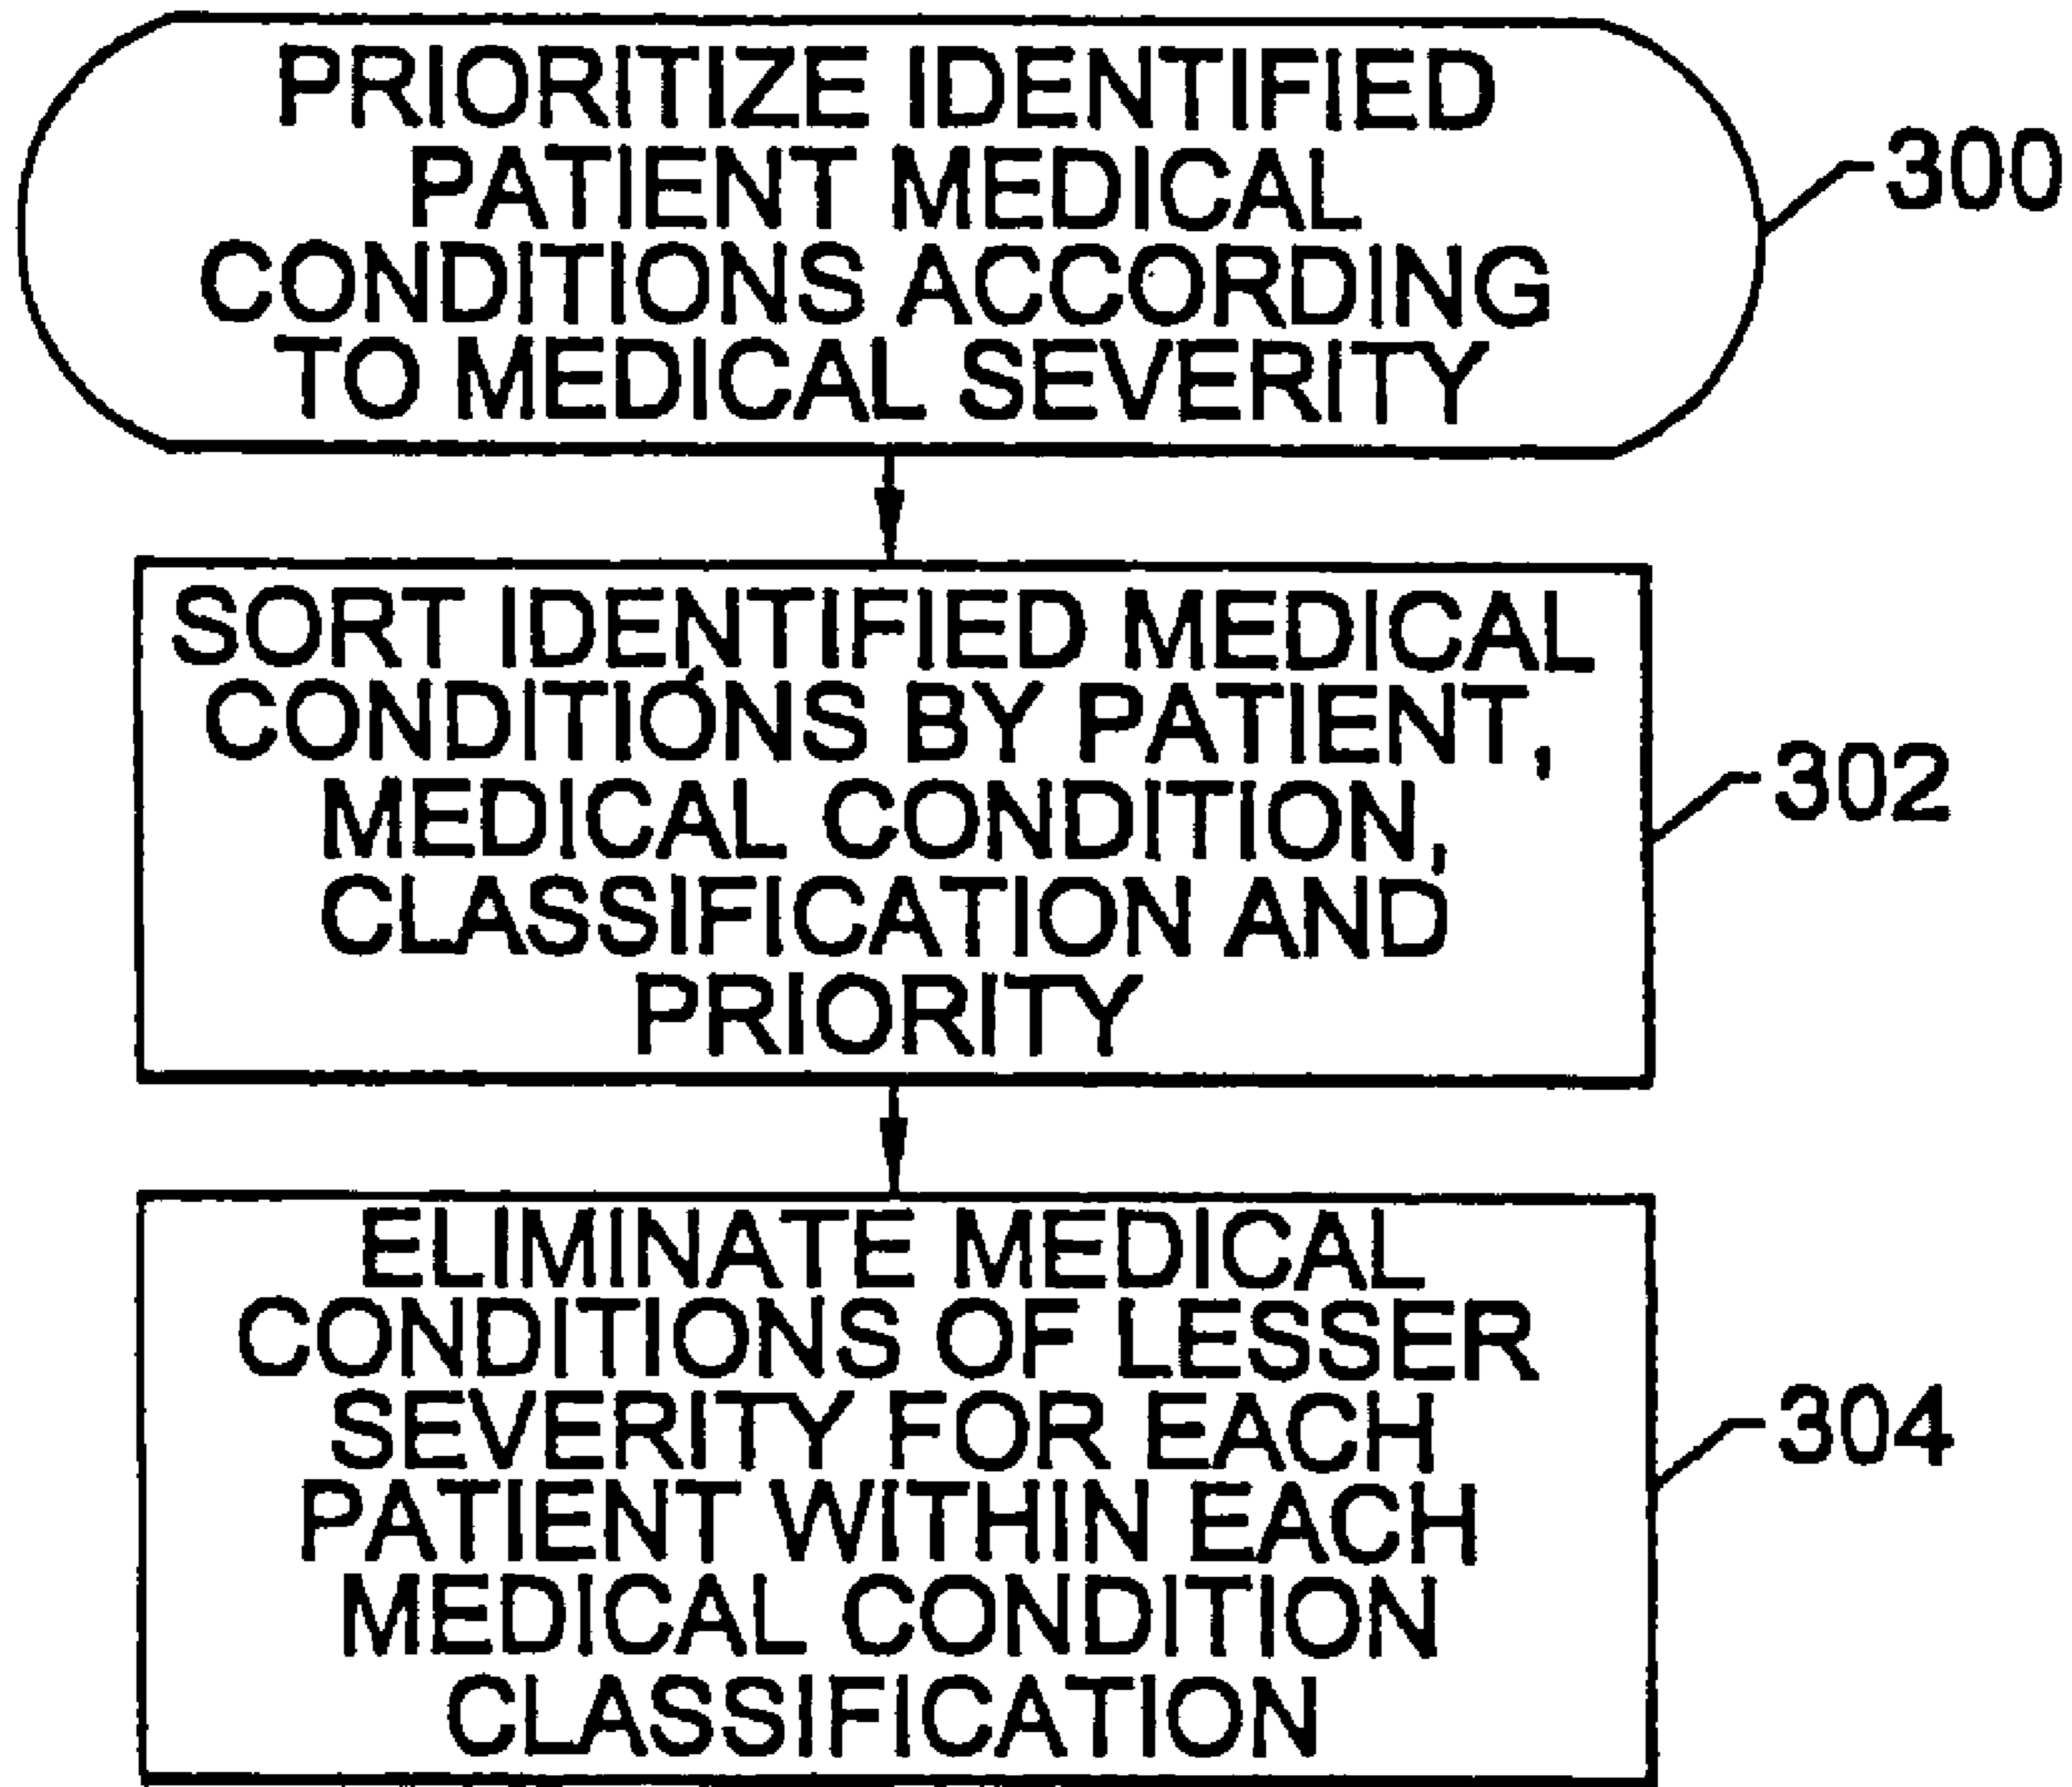 PRIORITIZE IDENTIFIED
PATIENT MEDICAL
CONDITIONS ACCORDING
TO MEDICAL SEVERITY
300
SORT IDENTIFIED MEDICAL
CONDITIONS BY PATIENT,
MEDICAL CONDITION,
CLASSIFICATION AND
PRIORITY
302
ELIMINATE MEDICAL
CONDITIONS OF LESSER
SEVERITY FOR EACH
PATIENT WITHIN EACH
MEDICAL CONDITION
CLASSIFICATION
304